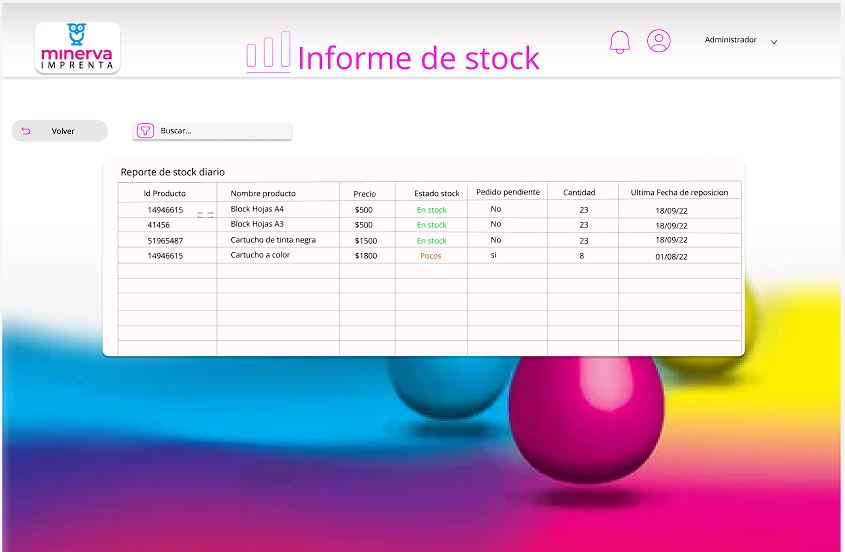 minerva
IMPRENTA
Informe de stock
Administrador
Volver
Buscar...
Reporte de stock diario
Id Producto Nombre producto Precio Estado stock Pedido pendiente Cantidad Ultima Fecha de reposicion
14946615 Block Hojas A4 $500 En stock No 23 18/09/22
41456 Block Hojas A3 $500 En stock No 23 18/09/22
51965487 Cartucho de tinta negra $1500 En stock No 23 18/09/22
14946615 Cartucho a color $1800 Pocos si 8 01/08/22